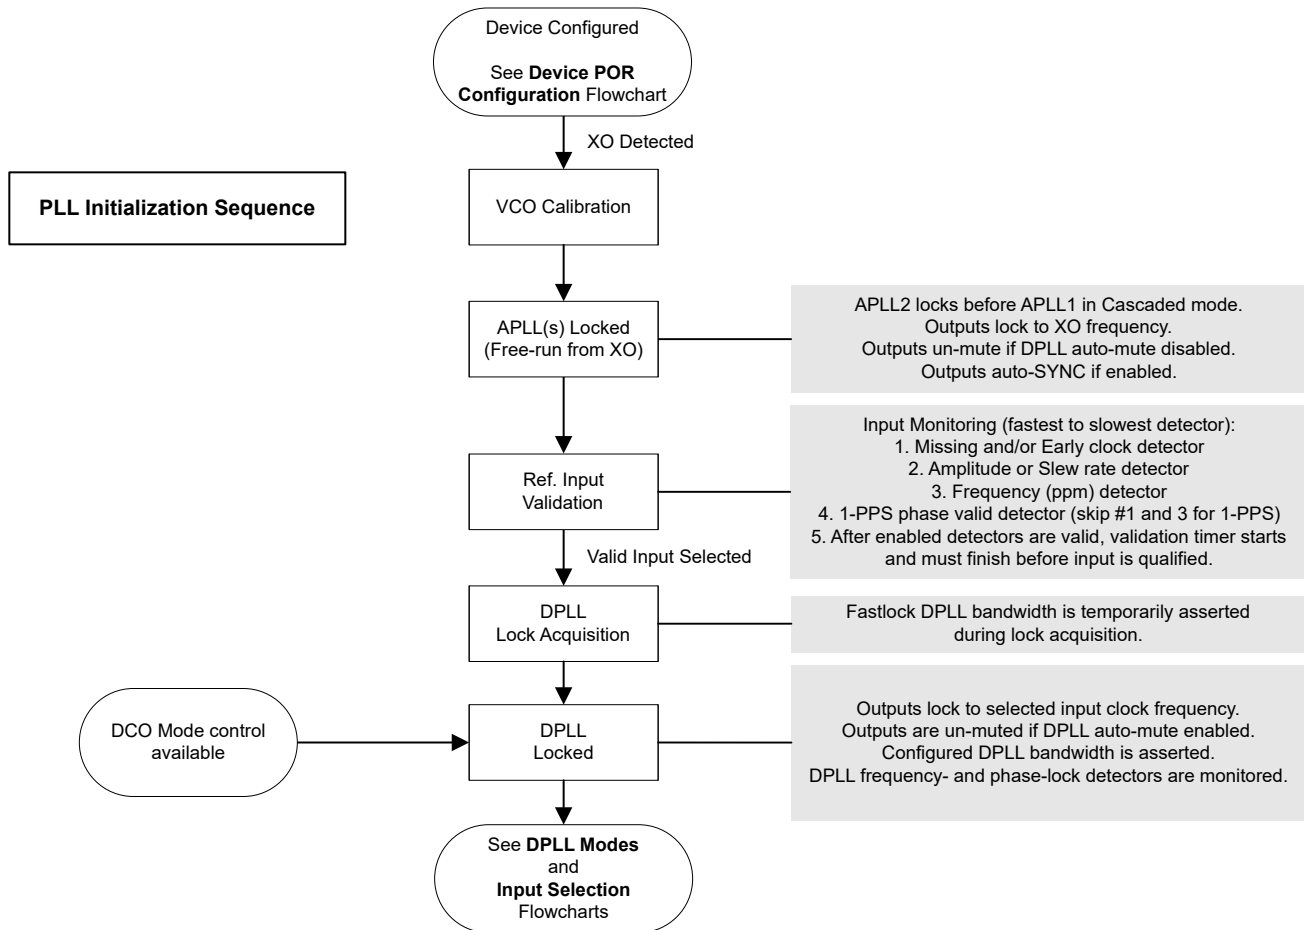 Device Configured
See Device POR
Configuration Flowchart
XO Detected
PLL Initialization Sequence
VCO Calibration
APLL(s) Locked
(Free-run from XO)
APLL2 locks before APLL1 in Cascaded mode.
Outputs lock to XO frequency.
Outputs un-mute if DPLL auto-mute disabled.
Outputs auto-SYNC if enabled.
Ref. Input
Validation
Input Monitoring (fastest to slowest detector):
1. Missing and/or Early clock detector
2. Amplitude or Slew rate detector
3. Frequency (ppm) detector
4. 1-PPS phase valid detector (skip #1 and 3 for 1-PPS)
5. After enabled detectors are valid, validation timer starts
and must finish before input is qualified.
Valid Input Selected
DPLL
Lock Acquisition
Fastlock DPLL bandwidth is temporarily asserted
during lock acquisition.
DCO Mode control
available
DPLL
Locked
Outputs lock to selected input clock frequency.
Outputs are un-muted if DPLL auto-mute enabled.
Configured DPLL bandwidth is asserted.
DPLL frequency- and phase-lock detectors are monitored.
See DPLL Modes
and
Input Selection
Flowcharts